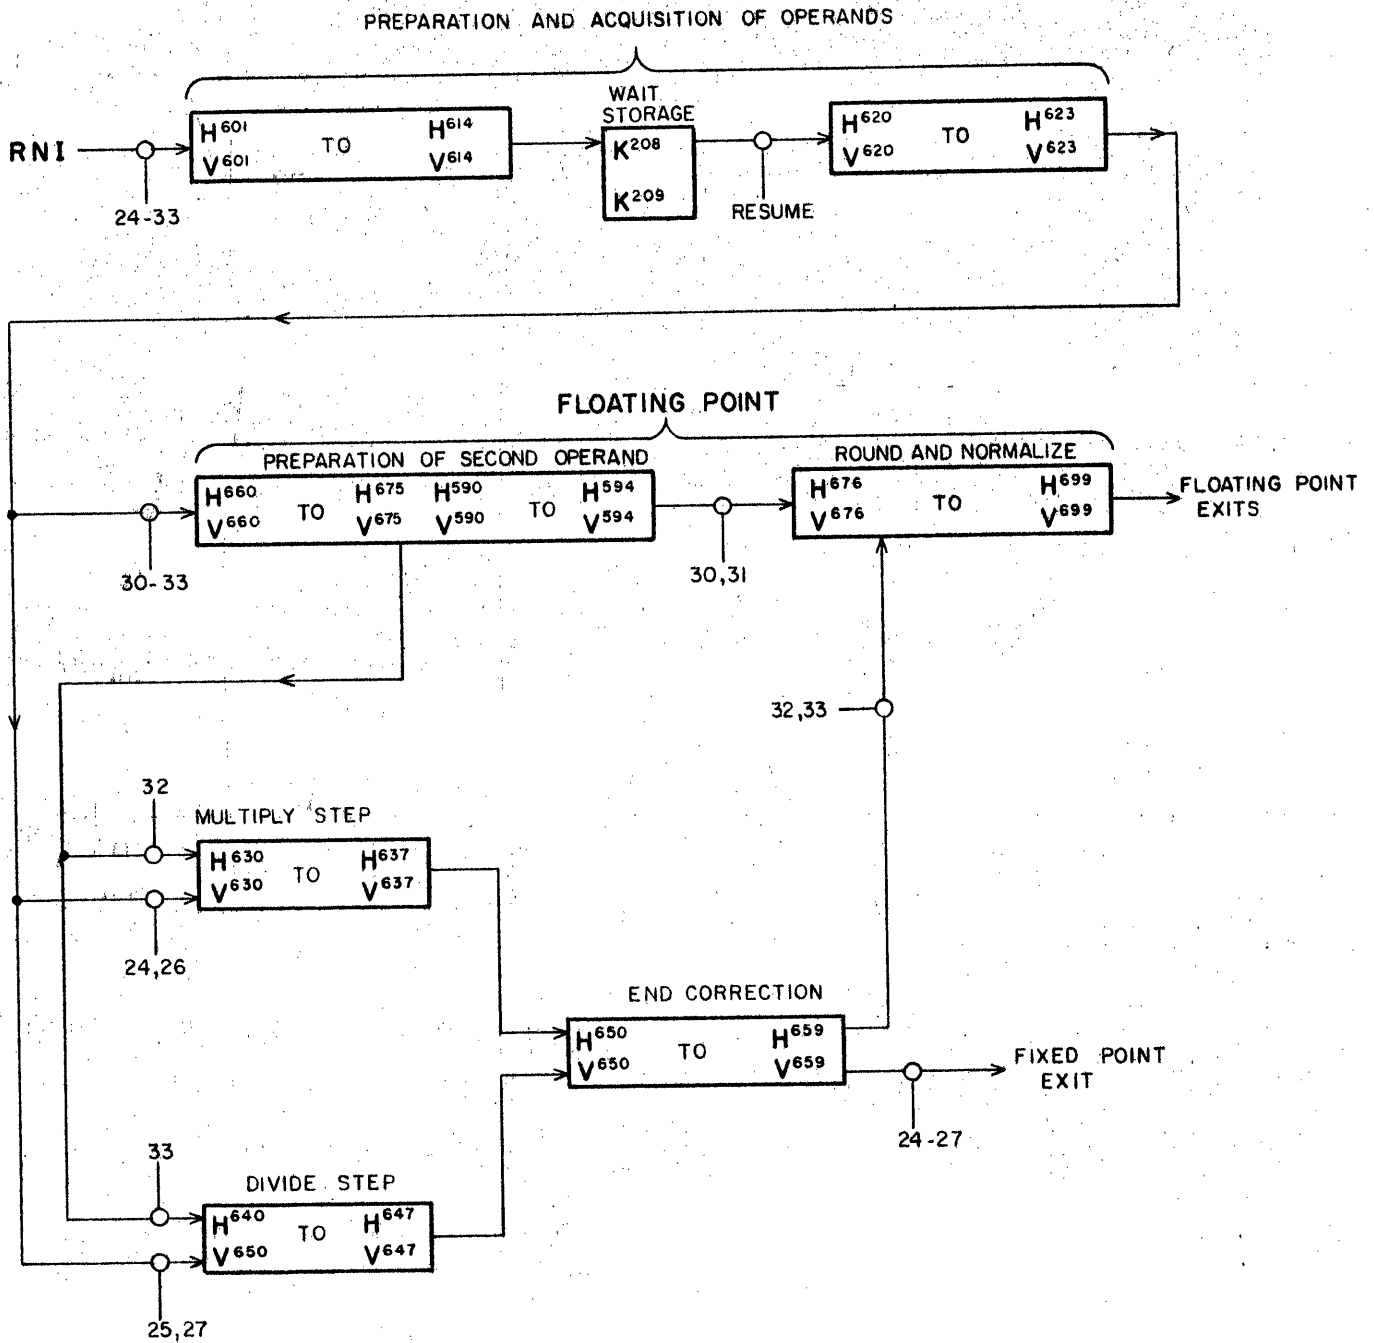 PREPARATION AND ACQUISITION OF OPERANDS
WAIT
STORAGE
RNI
H601 TO H614
V601 V614
K208
K209
H620 TO H623
V620 V623
24-33
RESUME
FLOATING POINT
PREPARATION OF SECOND OPERAND
ROUND AND NORMALIZE
H660 TO H675 H590 TO H594
V660 V675 V590 V594
H676 TO H699
V676 V699
FLOATING POINT
EXITS
30-33
30,31
32,33
32
MULTIPLY STEP
H630 TO H637
V630 V637
24,26
END CORRECTION
H650 TO H659
V650 V659
FIXED POINT
EXIT
24-27
33
DIVIDE STEP
H640 TO H647
V650 V647
25,27